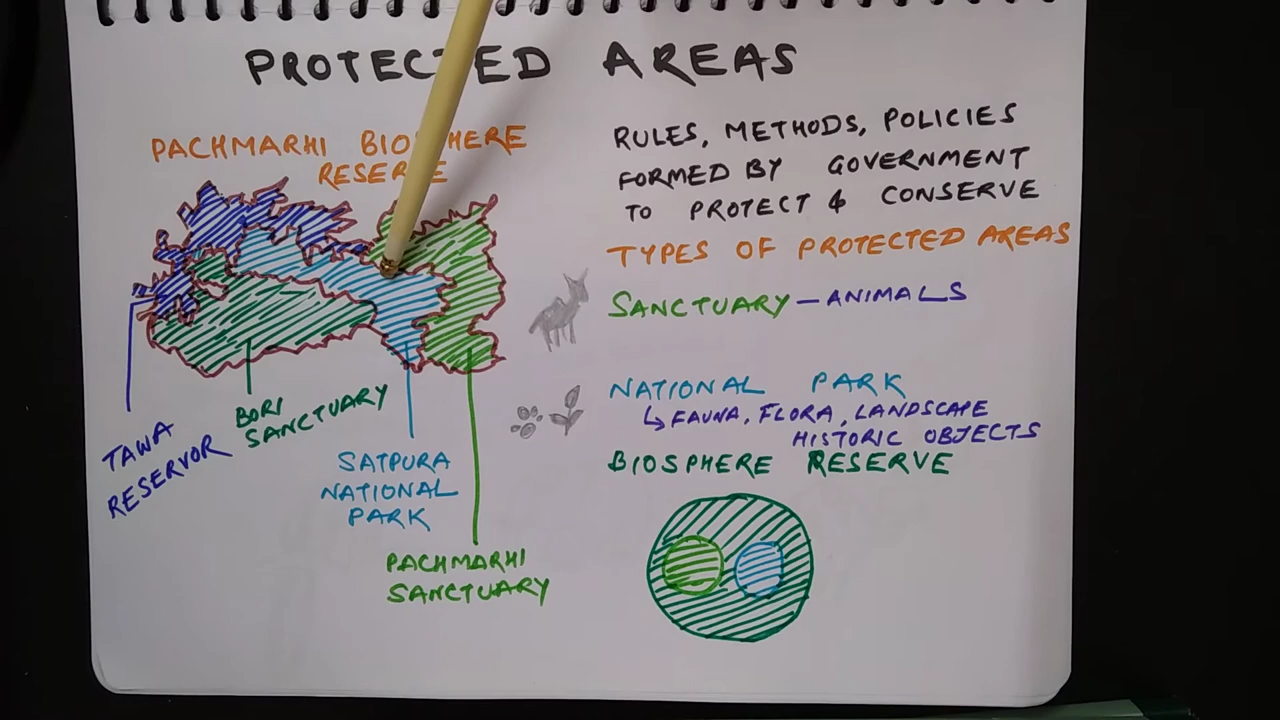 PROTECTED AREAS
PACHMARHI BIOSPHERE
RESERVE
TAWA
RESERVOR
BORI
SANCTUARY
SATPURA
NATIONAL
PARK
PACHMARHI
SANCTUARY
RULES, METHODS, POLICIES
FORMED BY GOVERNMENT
TO PROTECT & CONSERVE
TYPES OF PROTECTED AREAS
SANCTUARY – ANIMALS
NATIONAL PARK
↳ FAUNA, FLORA, LANDSCAPE
HISTORIC OBJECTS
BIOSPHERE RESERVE